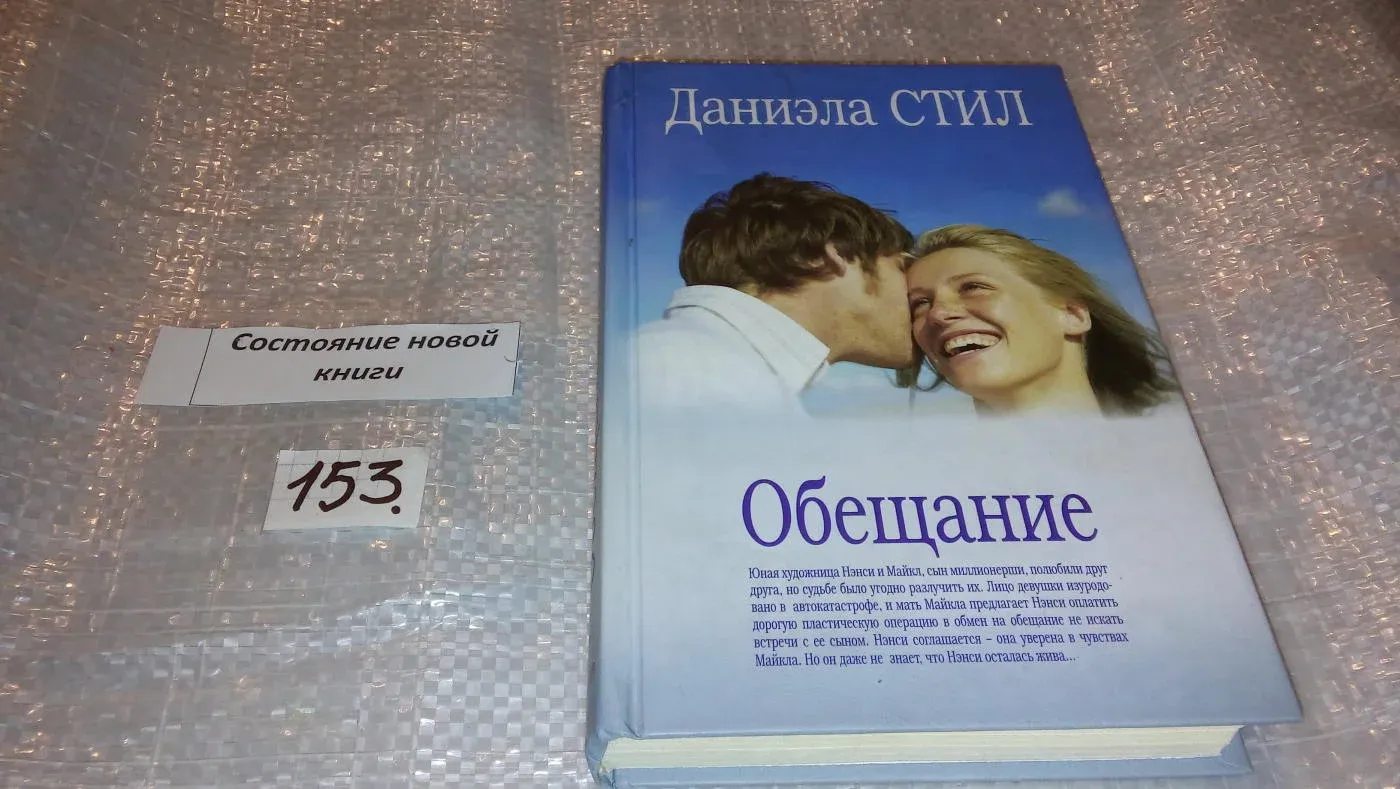 Состояние новой
книги
153.
Даниэла СТИЛ
Обещание
Юная художница Нэнси и Майкл, сын миллионерши, полюбили друг
друга, но судьбе было угодно разлучить их. Лицо девушки изуродо-
вано в автокатастрофе, и мать Майкла предлагает Нэнси оплатить
дорогую пластическую операцию в обмен на обещание не искать
встречи с ее сыном. Нэнси соглашается – она уверена в чувствах
Майкла. Но он даже не знает, что Нэнси осталась жива...